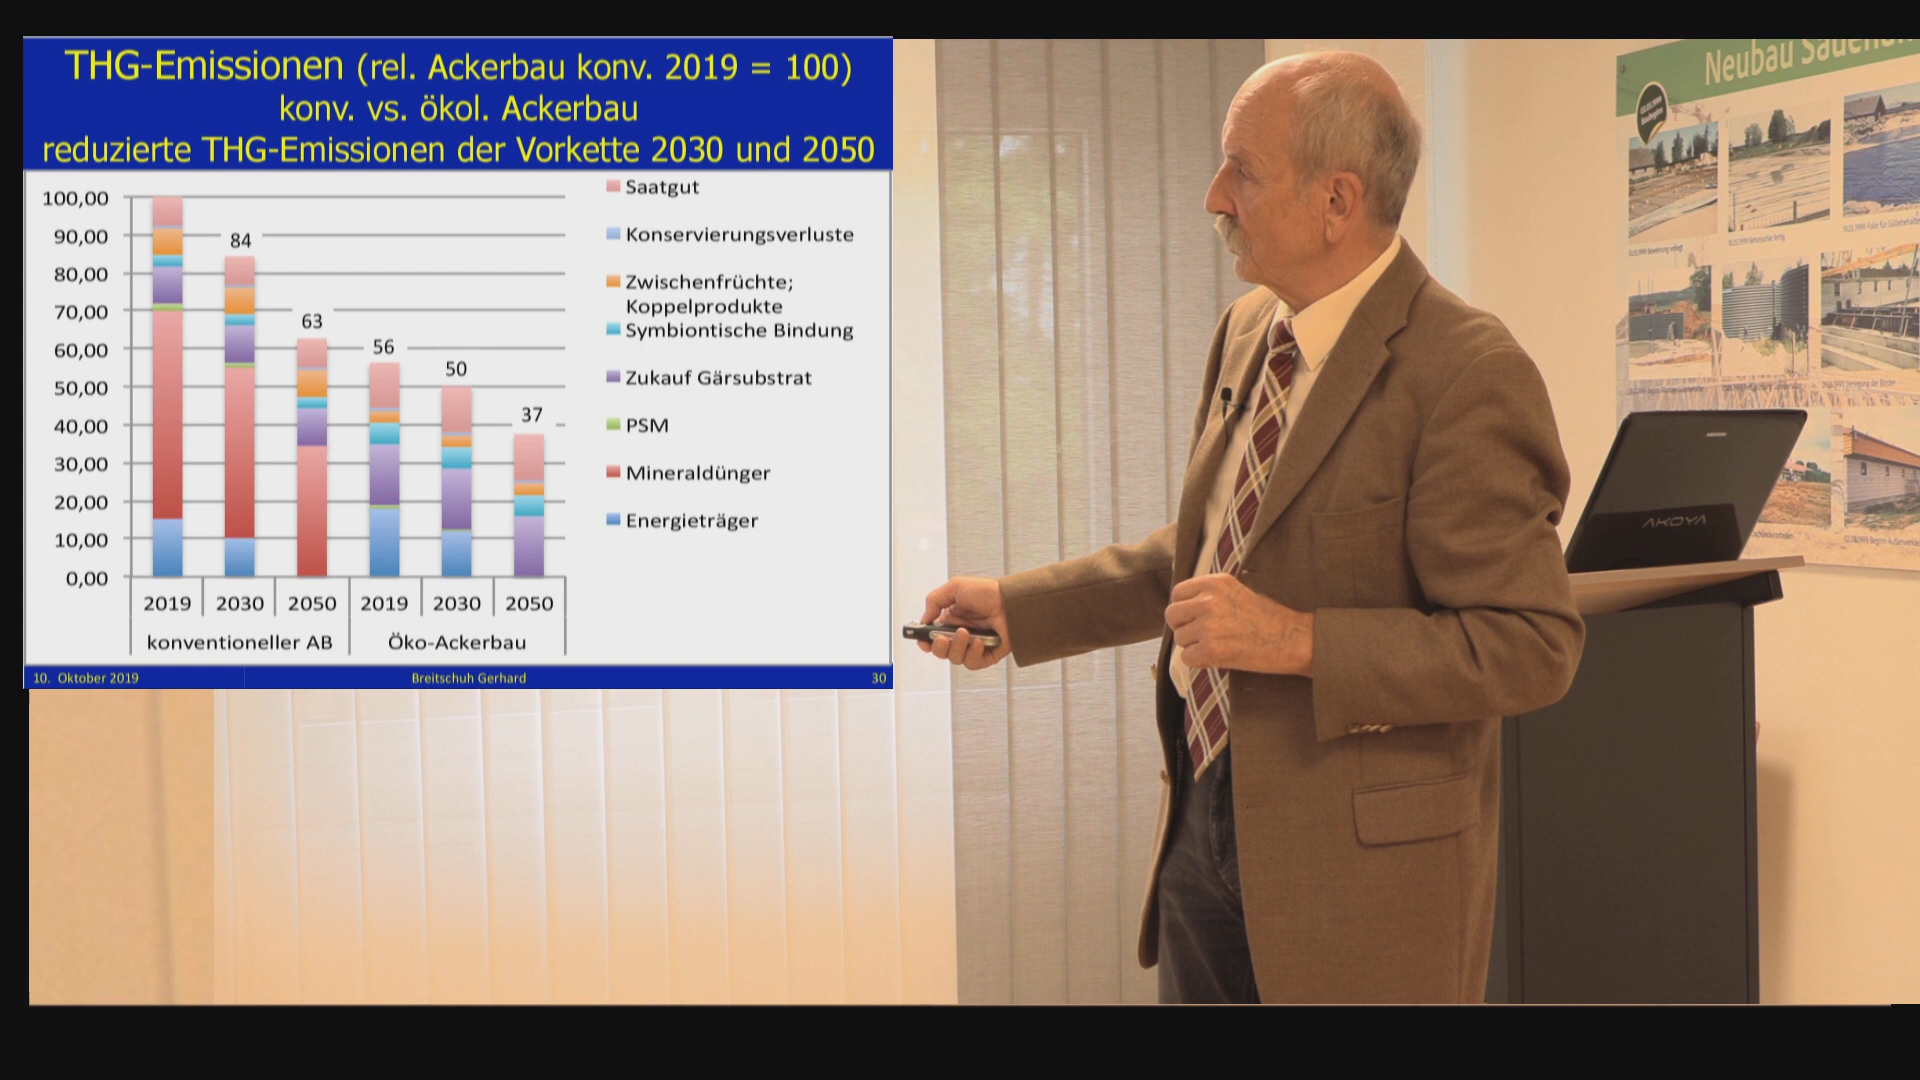 THG-Emissionen (rel. Ackerbau konv. 2019 = 100)
konv. vs. ökol. Ackerbau
reduzierte THG-Emissionen der Vorkette 2030 und 2050
100,00
90,00
80,00
70,00
60,00
50,00
40,00
30,00
20,00
10,00
0,00
84
63
56
50
37
2019 2030 2050 2019 2030 2050
konventioneller AB Öko-Ackerbau
Saatgut
Konservierungsverluste
Zwischenfrüchte;
Koppelprodukte
Symbiontische Bindung
Zukauf Gärsubstrat
PSM
Mineraldünger
Energieträger
10. Oktober 2019 Breitschuh Gerhard 30
Neubau
AKOYA